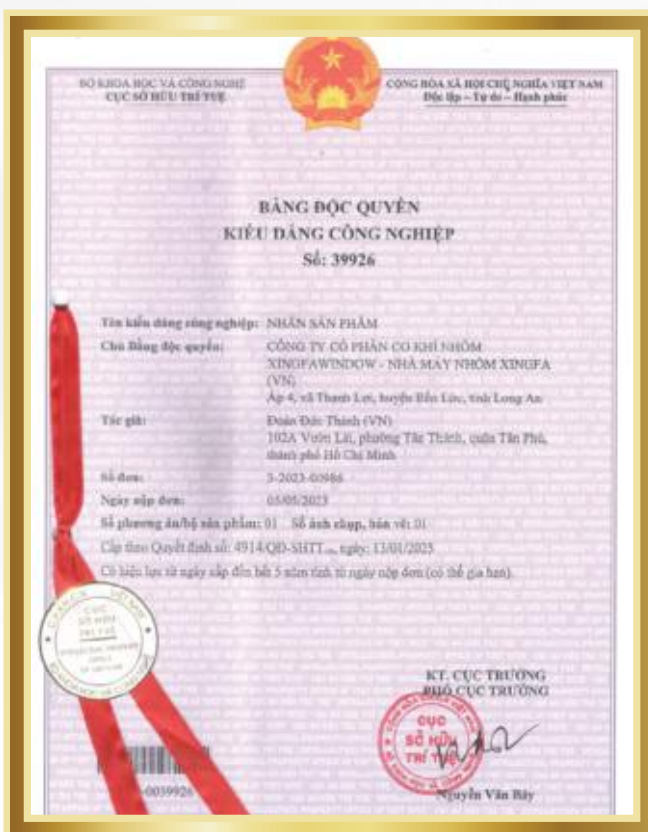 BỘ KHOA HỌC VÀ CÔNG NGHỆ
CỤC SỞ HỮU TRÍ TUỆ
CỘNG HÒA XÃ HỘI CHỦ NGHĨA VIỆT NAM
Độc lập – Tự do – Hạnh phúc
BẰNG ĐỘC QUYỀN
KIỂU DÁNG CÔNG NGHIỆP
Số: 39926
Tên kiểu dáng công nghiệp: NHÃN SẢN PHẨM
Chủ Bằng độc quyền: CÔNG TY CỔ PHẦN CƠ KHÍ NHÔM
XINGFAWINDOW - NHÀ MÁY NHÔM XINGFA
(VN)
Ấp 4, xã Thạnh Lợi, huyện Bến Lức, tỉnh Long An
Tác giả: Đoàn Đức Thành (VN)
102A Vườn Lài, phường Tân Thành, quận Tân Phú,
thành phố Hồ Chí Minh
Số đơn: 3-2023-00986
Ngày nộp đơn: 05/05/2023
Số phương án/bộ sản phẩm: 01 Số ảnh chụp, bản vẽ: 01
Cấp theo Quyết định số: 4914/QĐ-SHTT, ngày: 13/01/2025
Có hiệu lực từ ngày cấp đến hết 5 năm tính từ ngày nộp đơn (có thể gia hạn).
CỤC
SỞ HỮU
TRÍ TUỆ
KT. CỤC TRƯỞNG
PHÓ CỤC TRƯỞNG
CỤC
SỞ HỮU
TRÍ TUỆ
-0039926
Nguyễn Văn Bảy